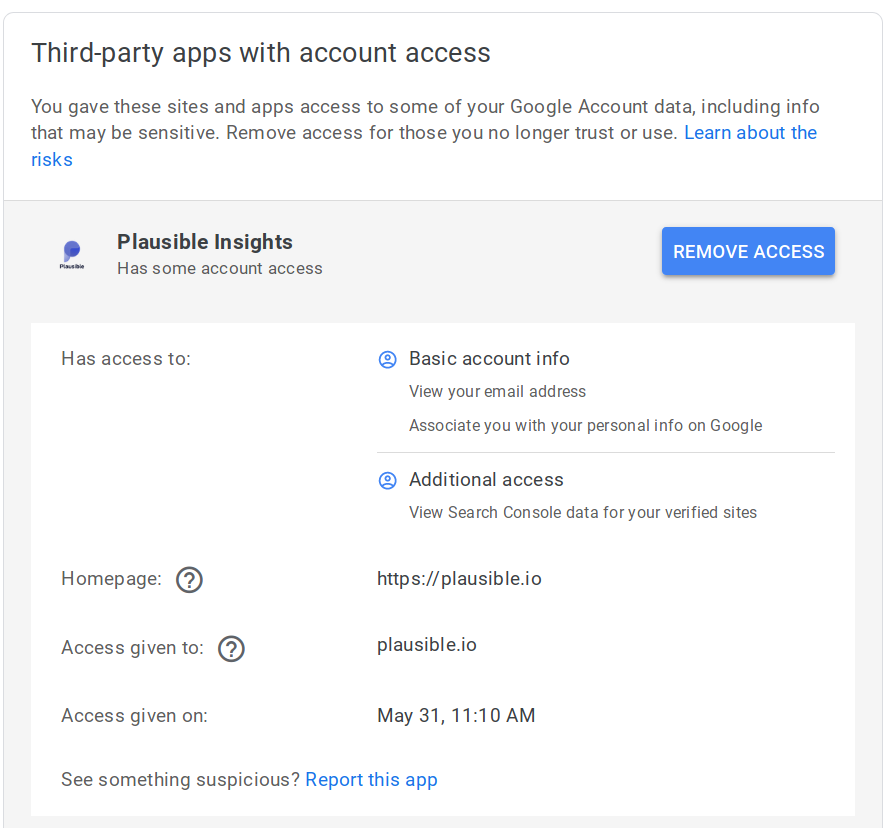 Third-party apps with account access
You gave these sites and apps access to some of your Google Account data, including info
that may be sensitive. Remove access for those you no longer trust or use. Learn about the
risks
Plausible Insights
Plausible
Has some account access
REMOVE ACCESS
Has access to:
Basic account info
View your email address
Associate you with your personal info on Google
Additional access
View Search Console data for your verified sites
Homepage: ?
https://plausible.io
Access given to: ?
plausible.io
Access given on:
May 31, 11:10 AM
See something suspicious? Report this app